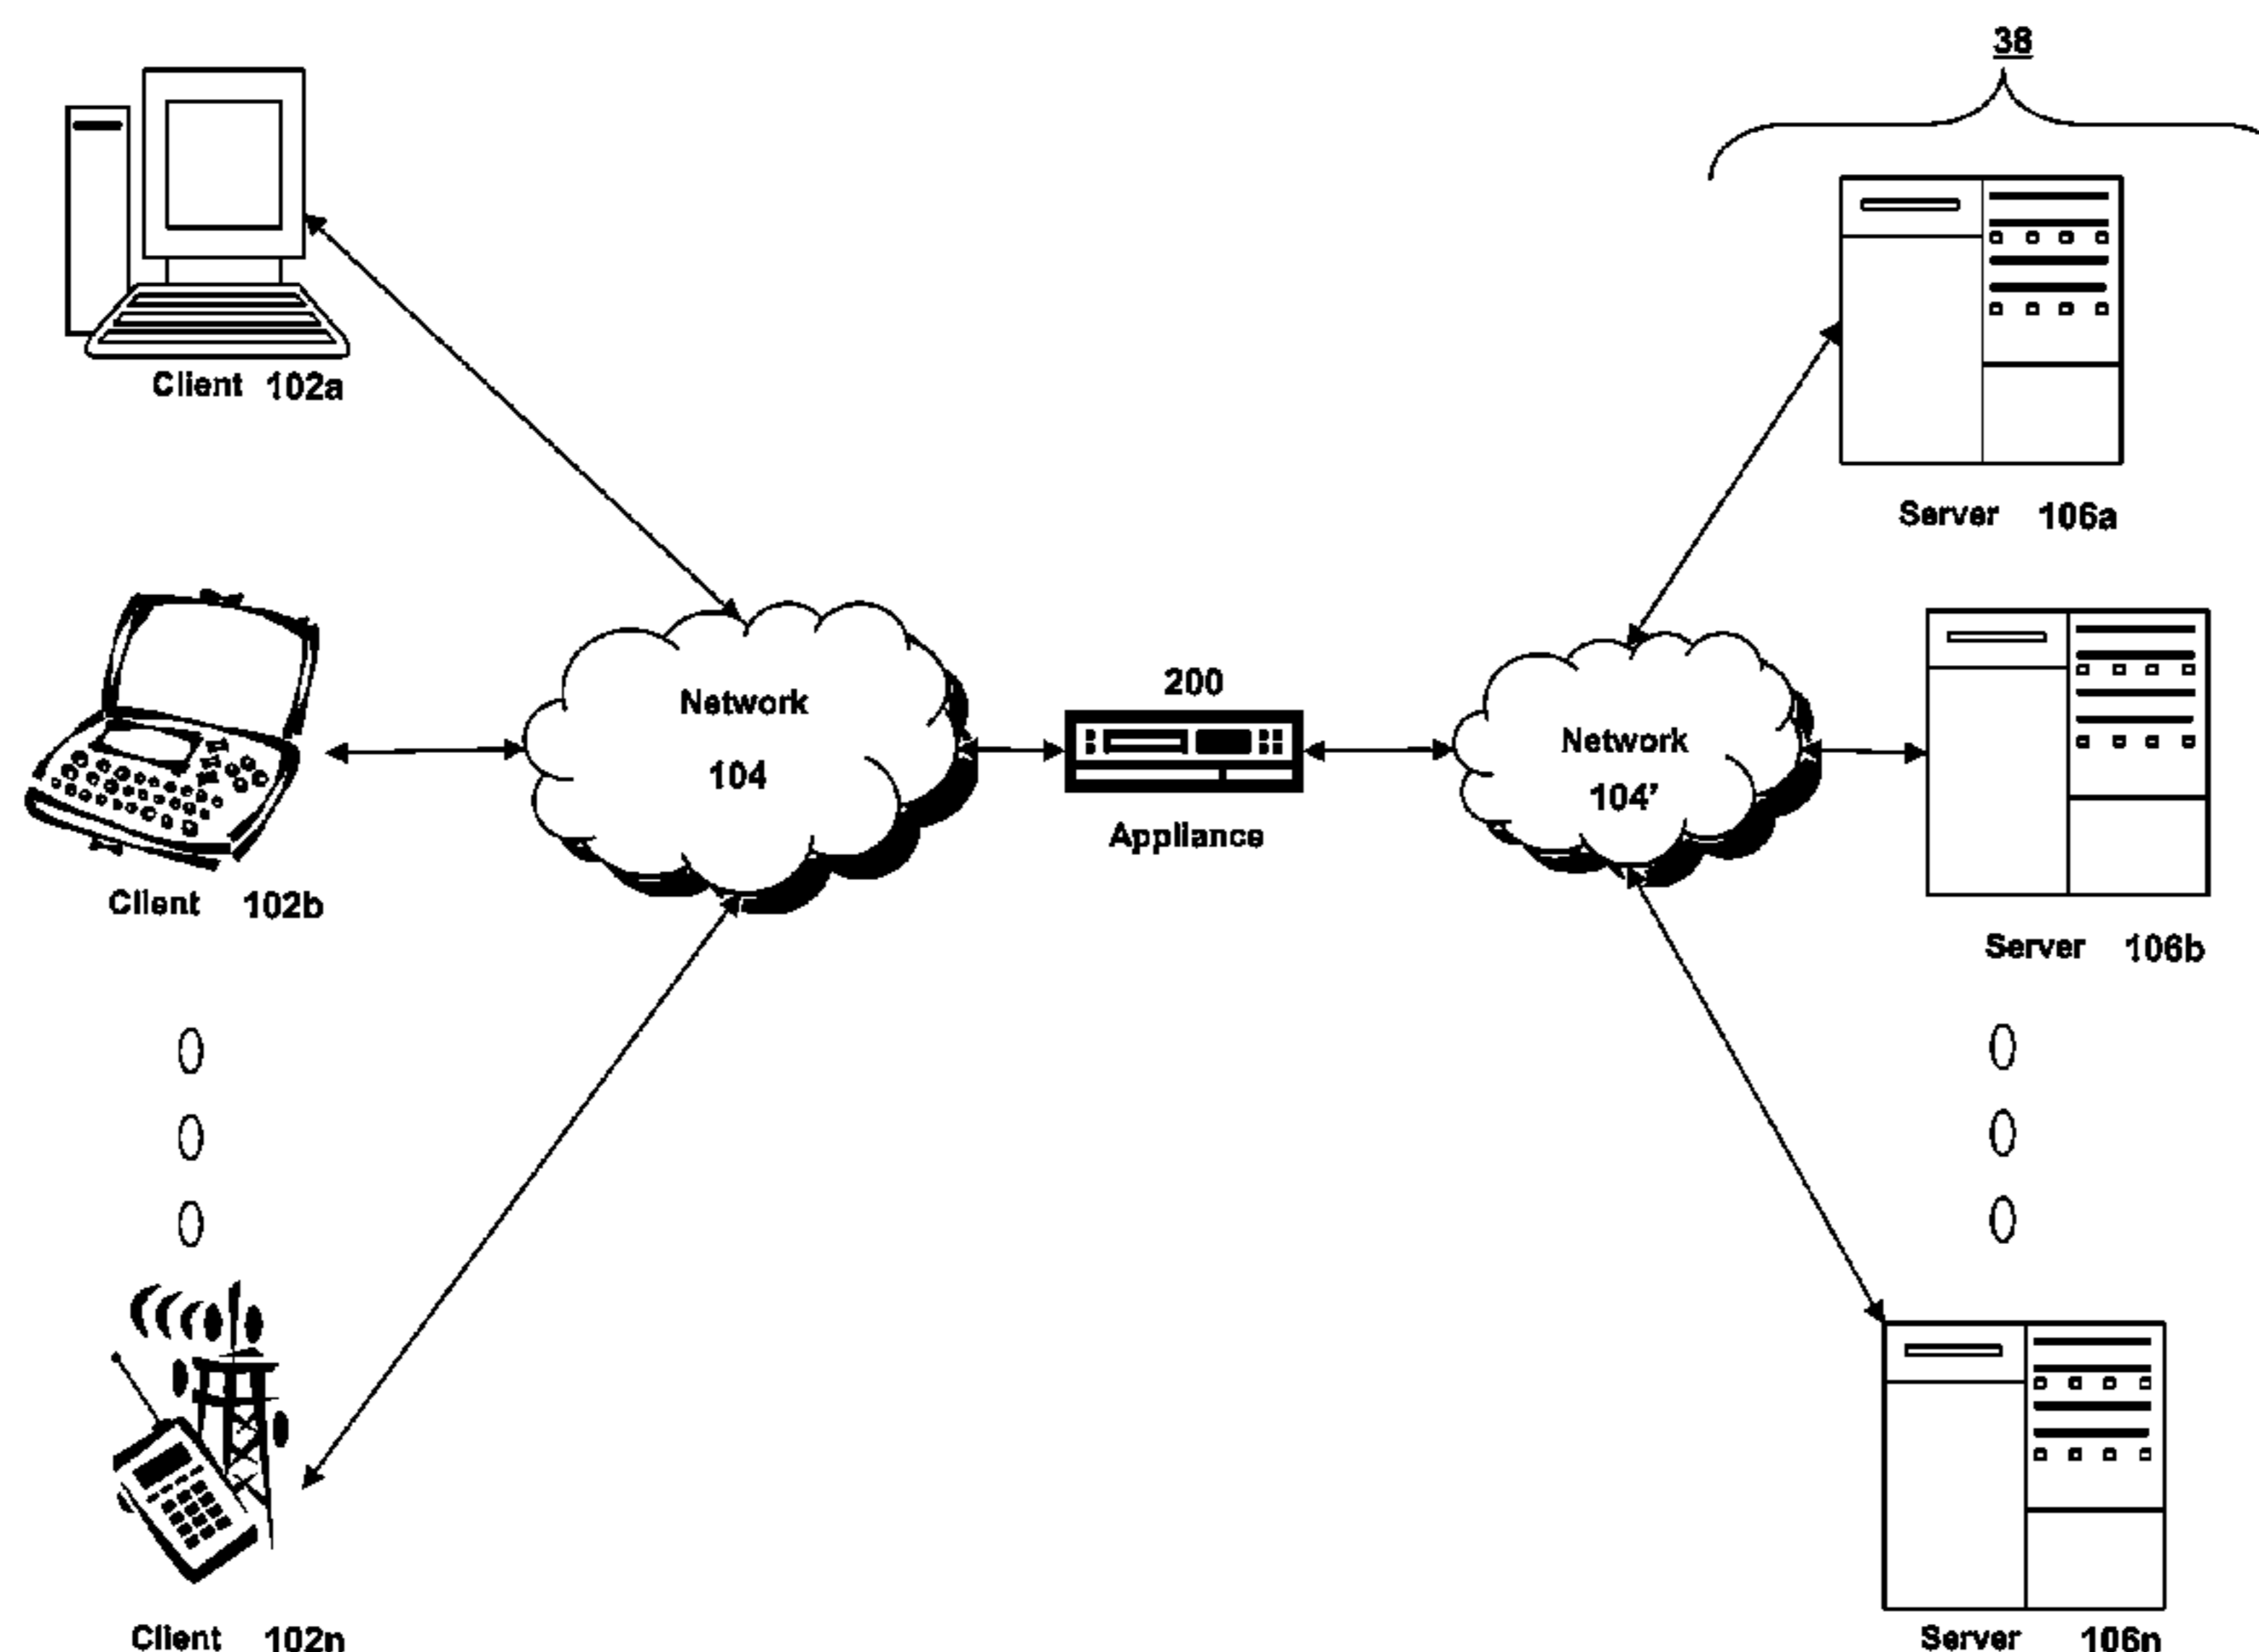 38
Client 102a
Server 106a
Network
104
200
Appliance
Network
104'
Client 102b
Server 106b
Client 102n
Server 106n